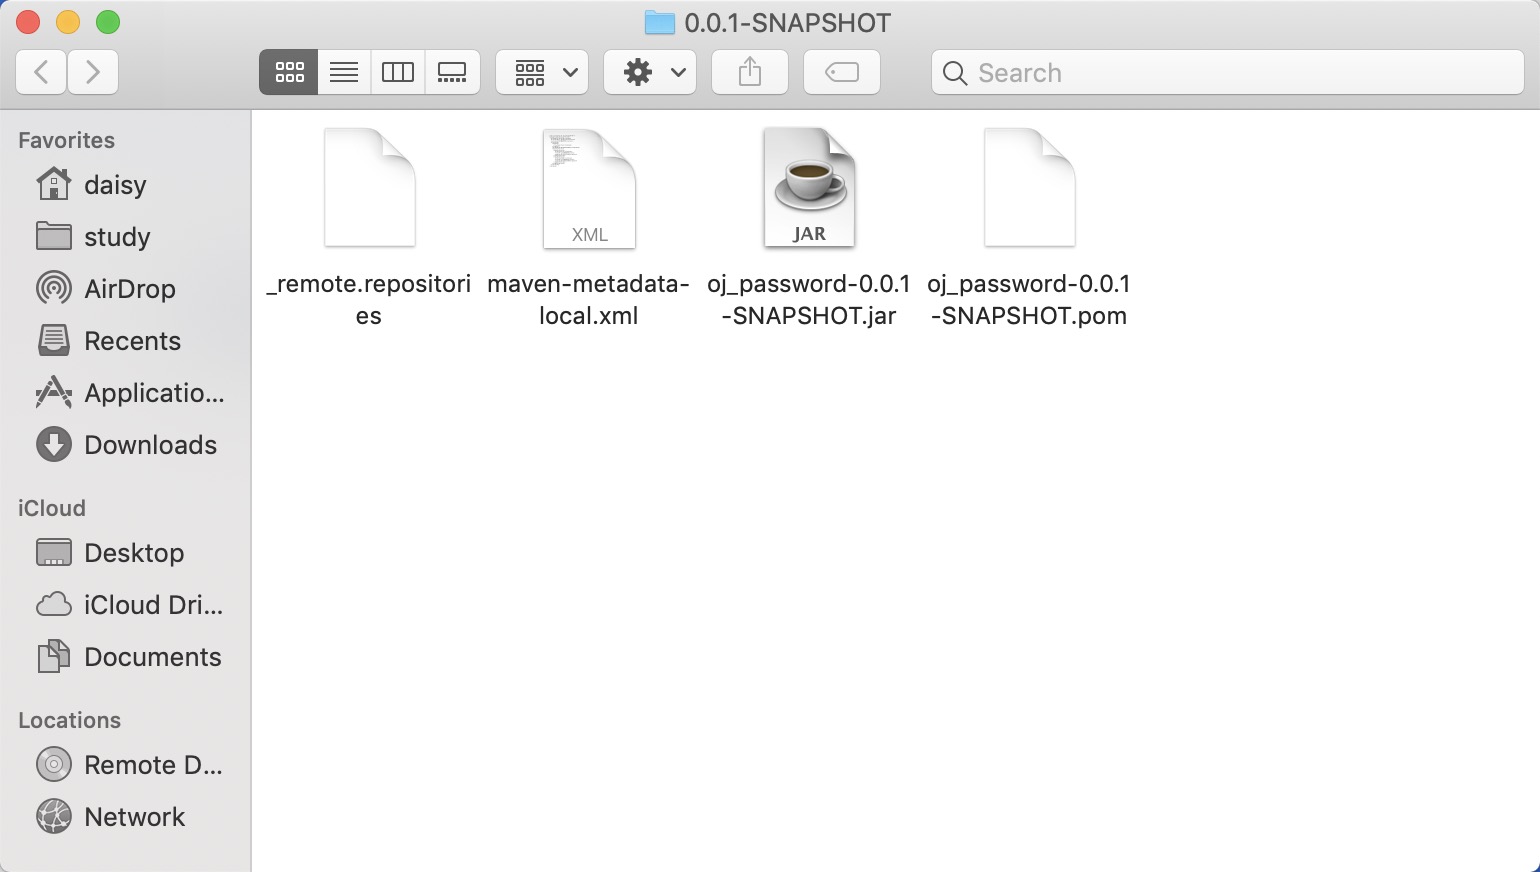 0.0.1-SNAPSHOT
Search
Favorites
daisy
study
AirDrop
Recents
Applicatio...
Downloads
iCloud
Desktop
iCloud Dri...
Documents
Locations
Remote D...
Network
_remote.repositori
es
XML
maven-metadata-
local.xml
JAR
oj_password-0.0.1
-SNAPSHOT.jar
oj_password-0.0.1
-SNAPSHOT.pom